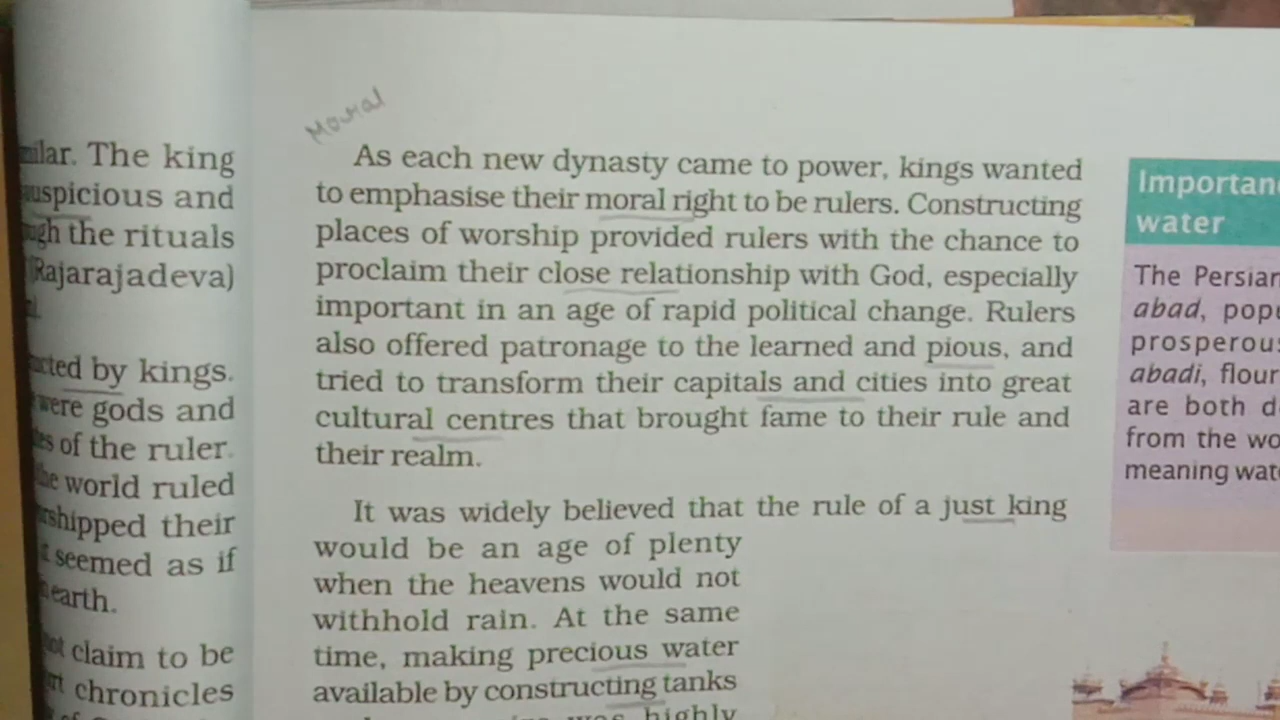 The king
auspicious and
the rituals
(Rajarajadeva)
by kings.
were gods and
of the ruler.
world ruled
their
seemed as if
earth.
claim to be
chronicles
Moral
As each new dynasty came to power, kings wanted
to emphasise their moral right to be rulers. Constructing
places of worship provided rulers with the chance to
proclaim their close relationship with God, especially
important in an age of rapid political change. Rulers
also offered patronage to the learned and pious, and
tried to transform their capitals and cities into great
cultural centres that brought fame to their rule and
their realm.
It was widely believed that the rule of a just king
would be an age of plenty
when the heavens would not
withhold rain. At the same
time, making precious water
available by constructing tanks
highly
water
The Persian
abad,
abadi,
are both
from the
meaning